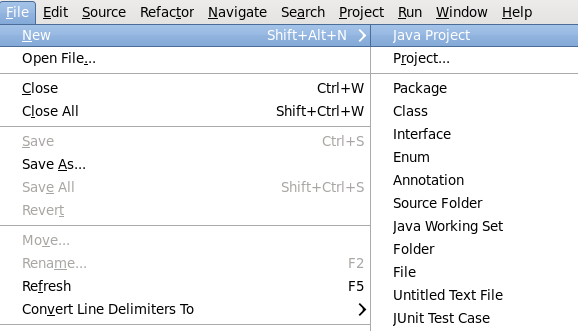 File Edit Source Refactor Navigate Search Project Run Window Help
New Shift+Alt+N
Open File...
Close Ctrl+W
Close All Shift+Ctrl+W
Save Ctrl+S
Save As...
Save All Shift+Ctrl+S
Revert
Move...
Rename... F2
Refresh F5
Convert Line Delimiters To
Java Project
Project...
Package
Class
Interface
Enum
Annotation
Source Folder
Java Working Set
Folder
File
Untitled Text File
JUnit Test Case